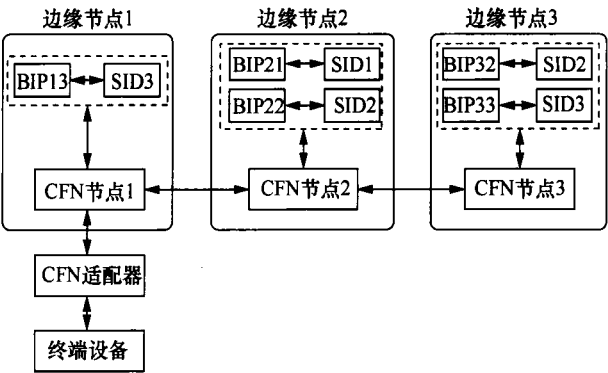 边缘节点1 边缘节点2 边缘节点3
BIP13 SID3 BIP21 SID1 BIP32 SID2
BIP22 SID2 BIP33 SID3
CFN节点1 CFN节点2 CFN节点3
CFN适配器
终端设备